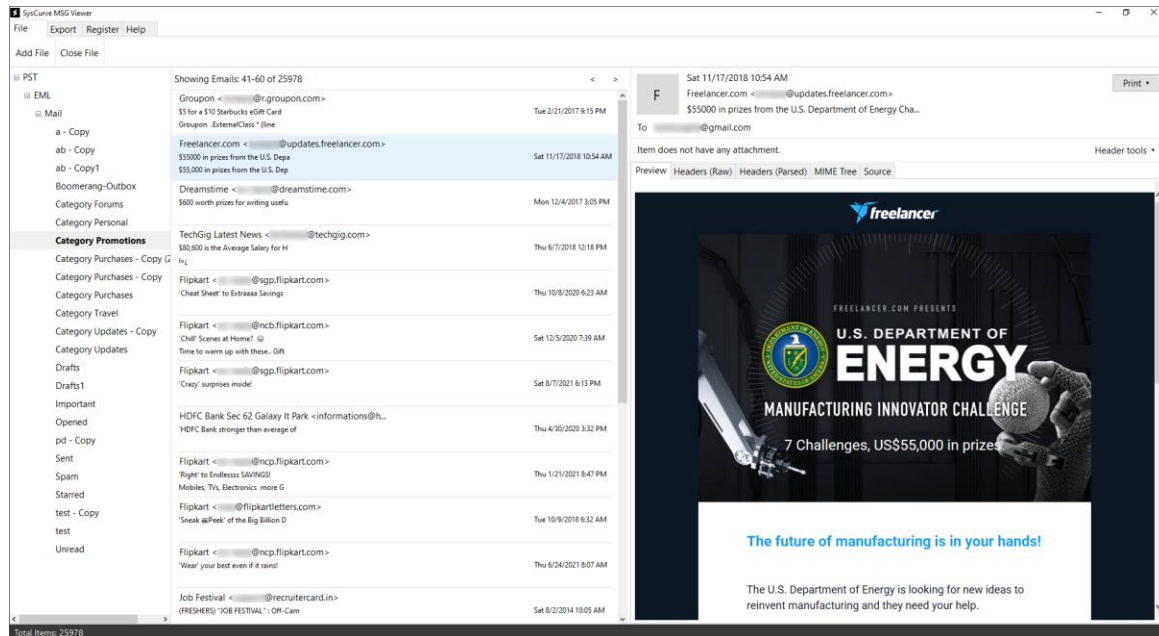 SysCurve MSG Viewer
File Export Register Help
Add File Close File
PST
EML
Mail
a - Copy
ab - Copy
ab - Copy1
Boomerang-Outbox
Category Forums
Category Personal
Category Promotions
Category Purchases - Copy (2
Category Purchases - Copy
Category Purchases
Category Travel
Category Updates - Copy
Category Updates
Drafts
Drafts1
Important
Opened
pd - Copy
Sent
Spam
Starred
test - Copy
test
Unread
Total Items: 25978
Showing Emails: 41-60 of 25978 < >
Groupon < @r.groupon.com>
$5 for a $10 Starbucks eGift Card Tue 2/21/2017 9:15 PM
Groupon .ExternalClass * {line
Freelancer.com < @updates.freelancer.com>
$55000 in prizes from the U.S. Depa Sat 11/17/2018 10:54 AM
$55,000 in prizes from the U.S. Dep
Dreamstime < @dreamstime.com>
$600 worth prizes for writing usefu Mon 12/4/2017 3:05 PM
TechGig Latest News < @techgig.com>
$80,600 is the Average Salary for H Thu 6/7/2018 12:18 PM
ï»¿
Flipkart < @sgp.flipkart.com>
'Cheat Sheet' to Extraaaa Savings Thu 10/8/2020 6:23 AM
Flipkart < @ncb.flipkart.com>
'Chill' Scenes at Home? Sat 12/5/2020 7:39 AM
Time to warm up with these.. Gift
Flipkart < @sgp.flipkart.com>
'Crazy' surprises inside! Sat 8/7/2021 6:13 PM
HDFC Bank Sec 62 Galaxy It Park <informations@h...
'HDFC Bank stronger than average of Thu 4/30/2020 3:32 PM
Flipkart < @ncp.flipkart.com>
'Right' to Endlessss SAVINGS! Thu 1/21/2021 8:47 PM
Mobiles, TVs, Electronics more G
Flipkart < @flipkartletters.com>
'Sneak Peek' of the Big Billion D Tue 10/9/2018 6:32 AM
Flipkart < @ncp.flipkart.com>
'Wear' your best even if it rains! Thu 6/24/2021 8:07 AM
Job Festival < @recruitercard.in>
(FRESHERS) "JOB FESTIVAL" : Off-Cam Sat 8/2/2014 10:05 AM
F
Sat 11/17/2018 10:54 AM
Freelancer.com < @updates.freelancer.com>
$55000 in prizes from the U.S. Department of Energy Cha...
Print
To @gmail.com
Item does not have any attachment. Header tools
Preview Headers (Raw) Headers (Parsed) MIME Tree Source
freelancer
FREELANCER.COM PRESENTS
U.S. DEPARTMENT OF
ENERGY
MANUFACTURING INNOVATOR CHALLENGE
7 Challenges, US$55,000 in prizes
The future of manufacturing is in your hands!
The U.S. Department of Energy is looking for new ideas to
reinvent manufacturing and they need your help.